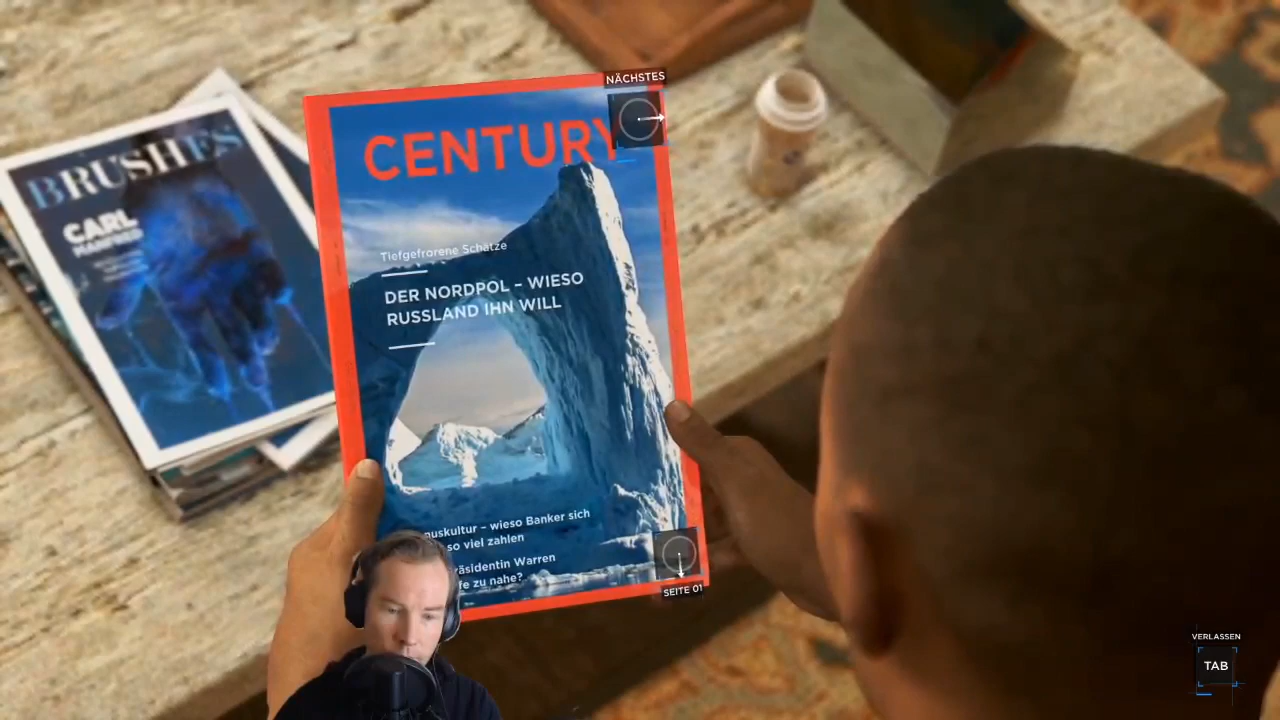 NÄCHSTES
CENTURY
BRUSHES
CARL
Tiefgefrorene Schätze
DER NORDPOL – WIESO
RUSSLAND IHN WILL
uskultur – wieso Banker sich
so viel zahlen
räsidentin Warren
fe zu nahe?
SEITE 01
VERLASSEN
TAB